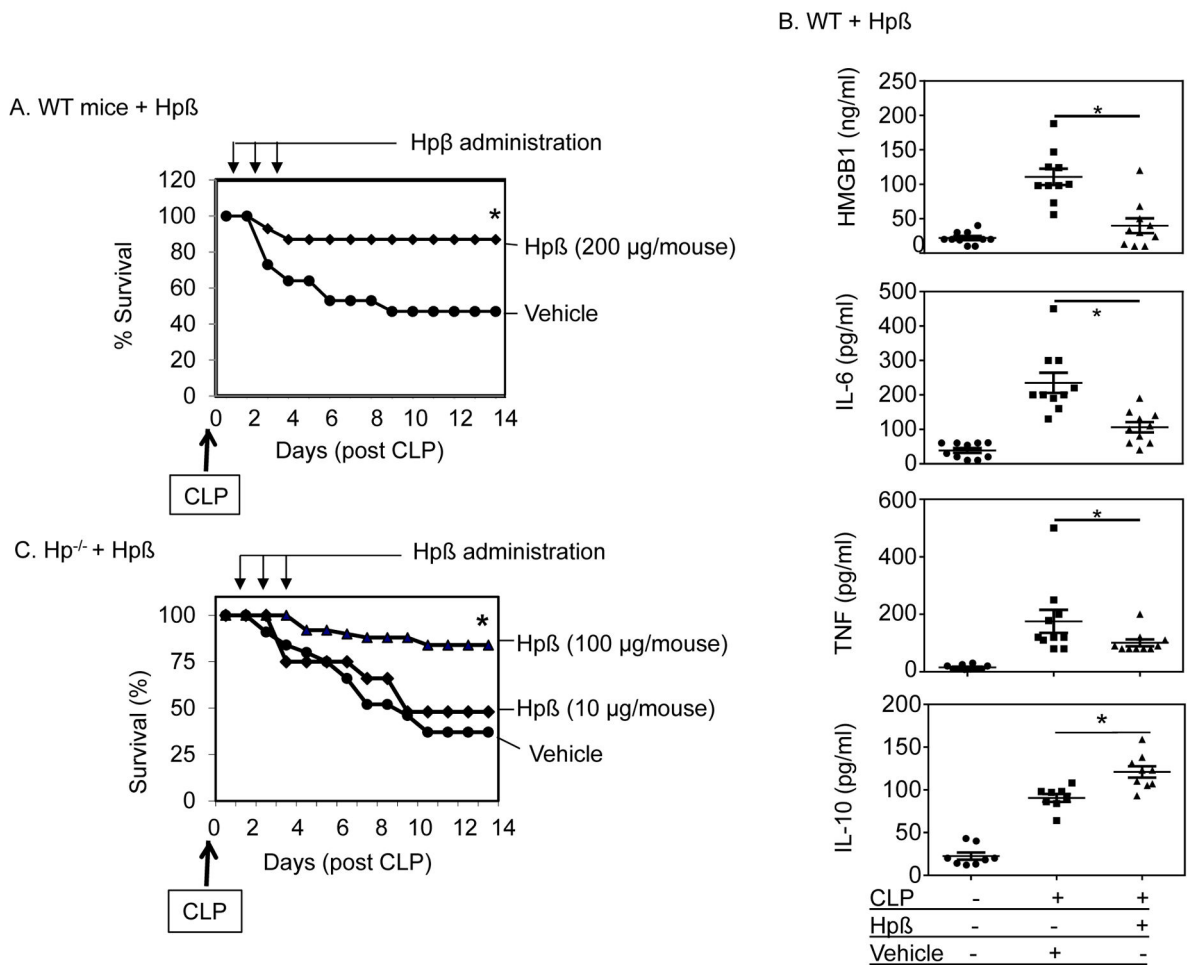 A. WT mice + Hpß
Hpβ administration
120
100
80
60
40
20
0
% Survival
*
Hpß (200 µg/mouse)
Vehicle
0 2 4 6 8 10 12 14
Days (post CLP)
CLP
B. WT + Hpß
250
200
150
100
50
0
HMGB1 (ng/ml)
*
500
400
300
200
100
0
IL-6 (pg/ml)
*
600
400
200
0
TNF (pg/ml)
*
200
150
100
50
0
IL-10 (pg/ml)
*
CLP - + +
Hpß - - +
Vehicle - + -
C. Hp-/- + Hpß
Hpß administration
100
75
50
25
0
Survival (%)
*
Hpß (100 µg/mouse)
Hpß (10 µg/mouse)
Vehicle
0 2 4 6 8 10 12 14
Days (post CLP)
CLP